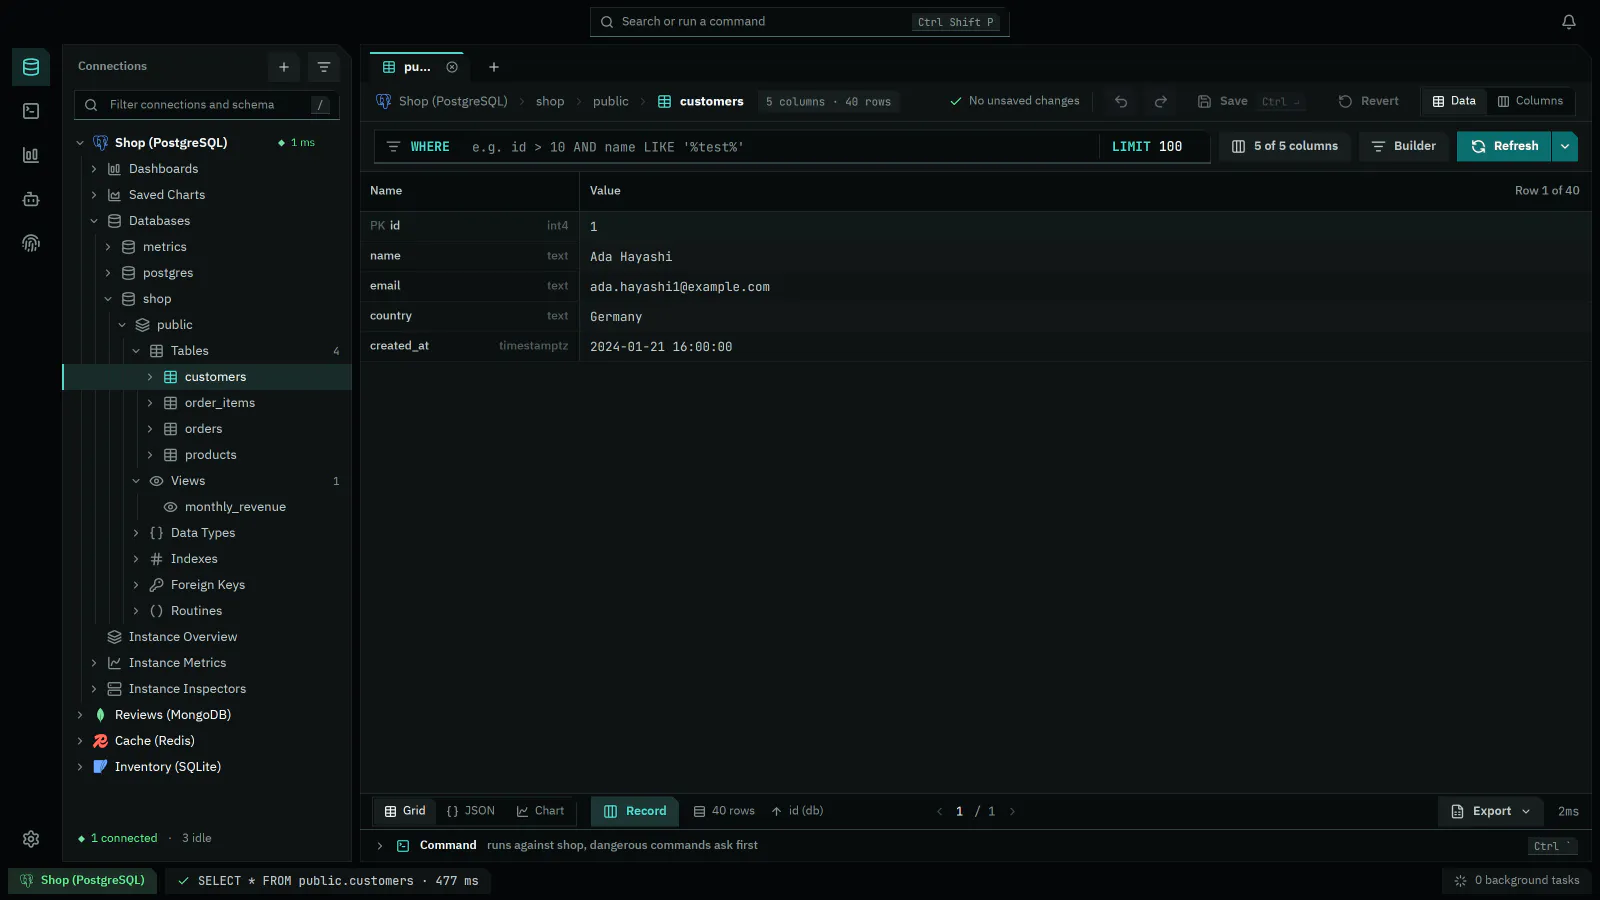 Search or run a command Ctrl Shift P
Connections
Filter connections and schema /
Shop (PostgreSQL) 1 ms
Dashboards
Saved Charts
Databases
metrics
postgres
shop
public
Tables 4
customers
order_items
orders
products
Views 1
monthly_revenue
Data Types
Indexes
Foreign Keys
Routines
Instance Overview
Instance Metrics
Instance Inspectors
Reviews (MongoDB)
Cache (Redis)
Inventory (SQLite)
1 connected · 3 idle
pu...
Shop (PostgreSQL) shop public customers 5 columns · 40 rows No unsaved changes Save Ctrl Revert Data Columns
WHERE e.g. id > 10 AND name LIKE '%test%' LIMIT 100 5 of 5 columns Builder Refresh
Name Value Row 1 of 40
PK id int4 1
name text Ada Hayashi
email text ada.hayashi1@example.com
country text Germany
created_at timestamptz 2024-01-21 16:00:00
Grid {} JSON Chart Record 40 rows id (db) 1 / 1 Export 2ms
Command runs against shop, dangerous commands ask first Ctrl `
Shop (PostgreSQL) SELECT * FROM public.customers · 477 ms 0 background tasks